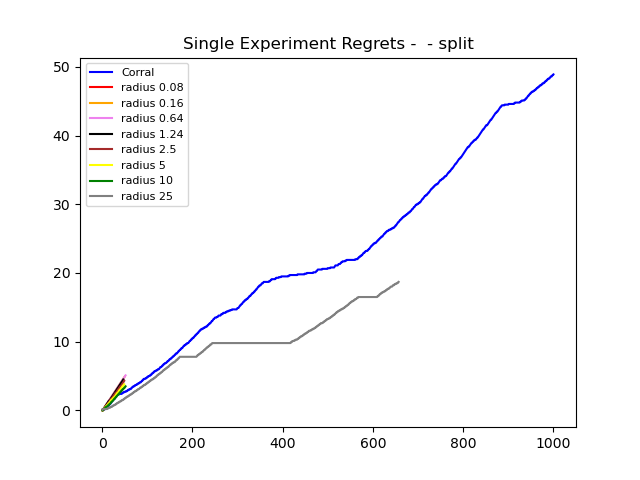 Single Experiment Regrets -  - split
50
40
30
20
10
0
Corral
radius 0.08
radius 0.16
radius 0.64
radius 1.24
radius 2.5
radius 5
radius 10
radius 25
0 200 400 600 800 1000